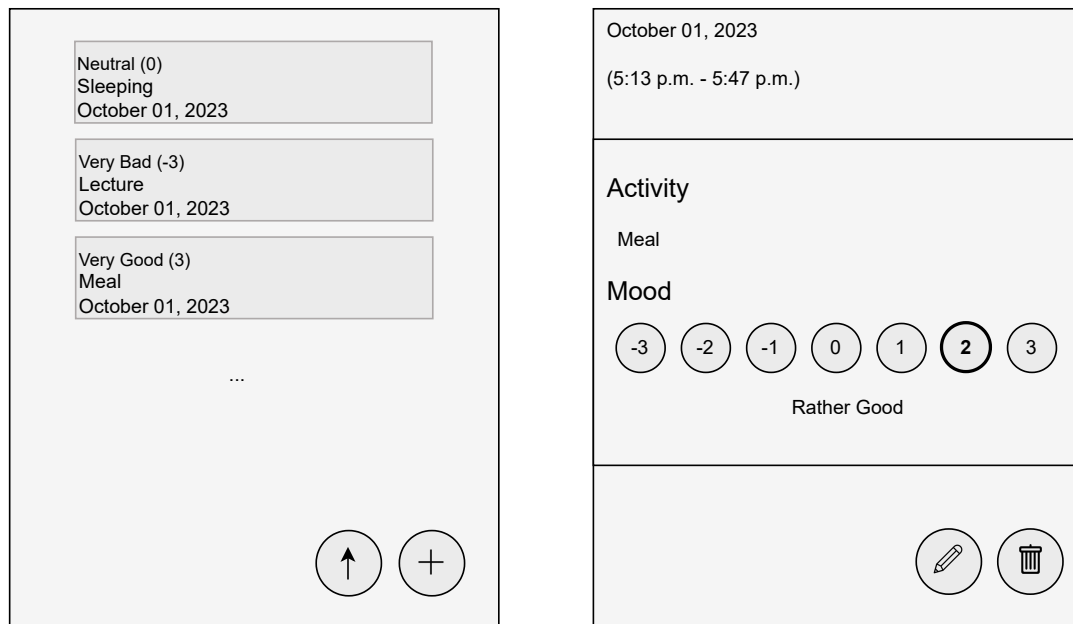 Neutral (0)
Sleeping
October 01, 2023
Very Bad (-3)
Lecture
October 01, 2023
Very Good (3)
Meal
October 01, 2023
...
October 01, 2023
(5:13 p.m. - 5:47 p.m.)
Activity
Meal
Mood
-3 -2 -1 0 1 2 3
Rather Good